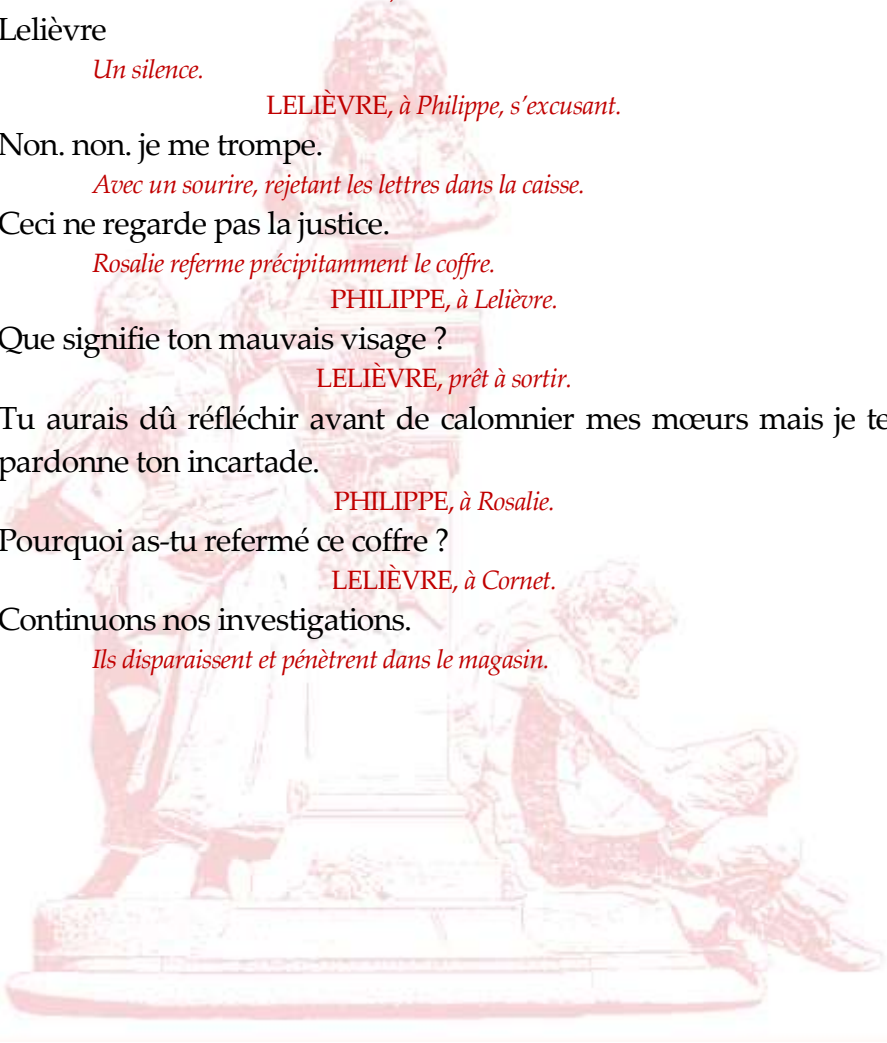 Lelièvre
Un silence.
LELIÈVRE, à Philippe, s’excusant.
Non. non. je me trompe.
Avec un sourire, rejetant les lettres dans la caisse.
Ceci ne regarde pas la justice.
Rosalie referme précipitamment le coffre.
PHILIPPE, à Lelièvre.
Que signifie ton mauvais visage ?
LELIÈVRE, prêt à sortir.
Tu aurais dû réfléchir avant de calomnier mes mœurs mais je te
pardonne ton incartade.
PHILIPPE, à Rosalie.
Pourquoi as-tu refermé ce coffre ?
LELIÈVRE, à Cornet.
Continuons nos investigations.
Ils disparaissent et pénètrent dans le magasin.